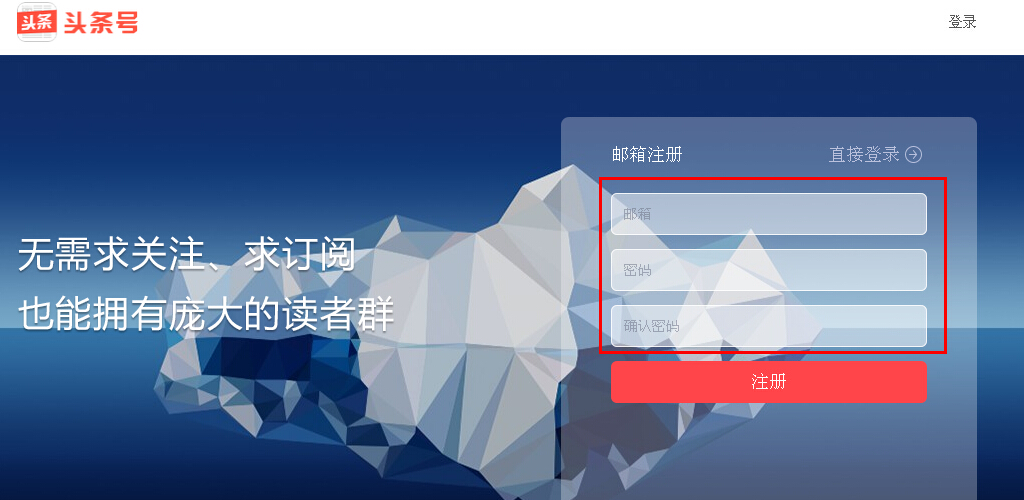 头条 头条号
登录
邮箱注册 直接登录
邮箱
密码
确认密码
注册
无需求关注、求订阅
也能拥有庞大的读者群